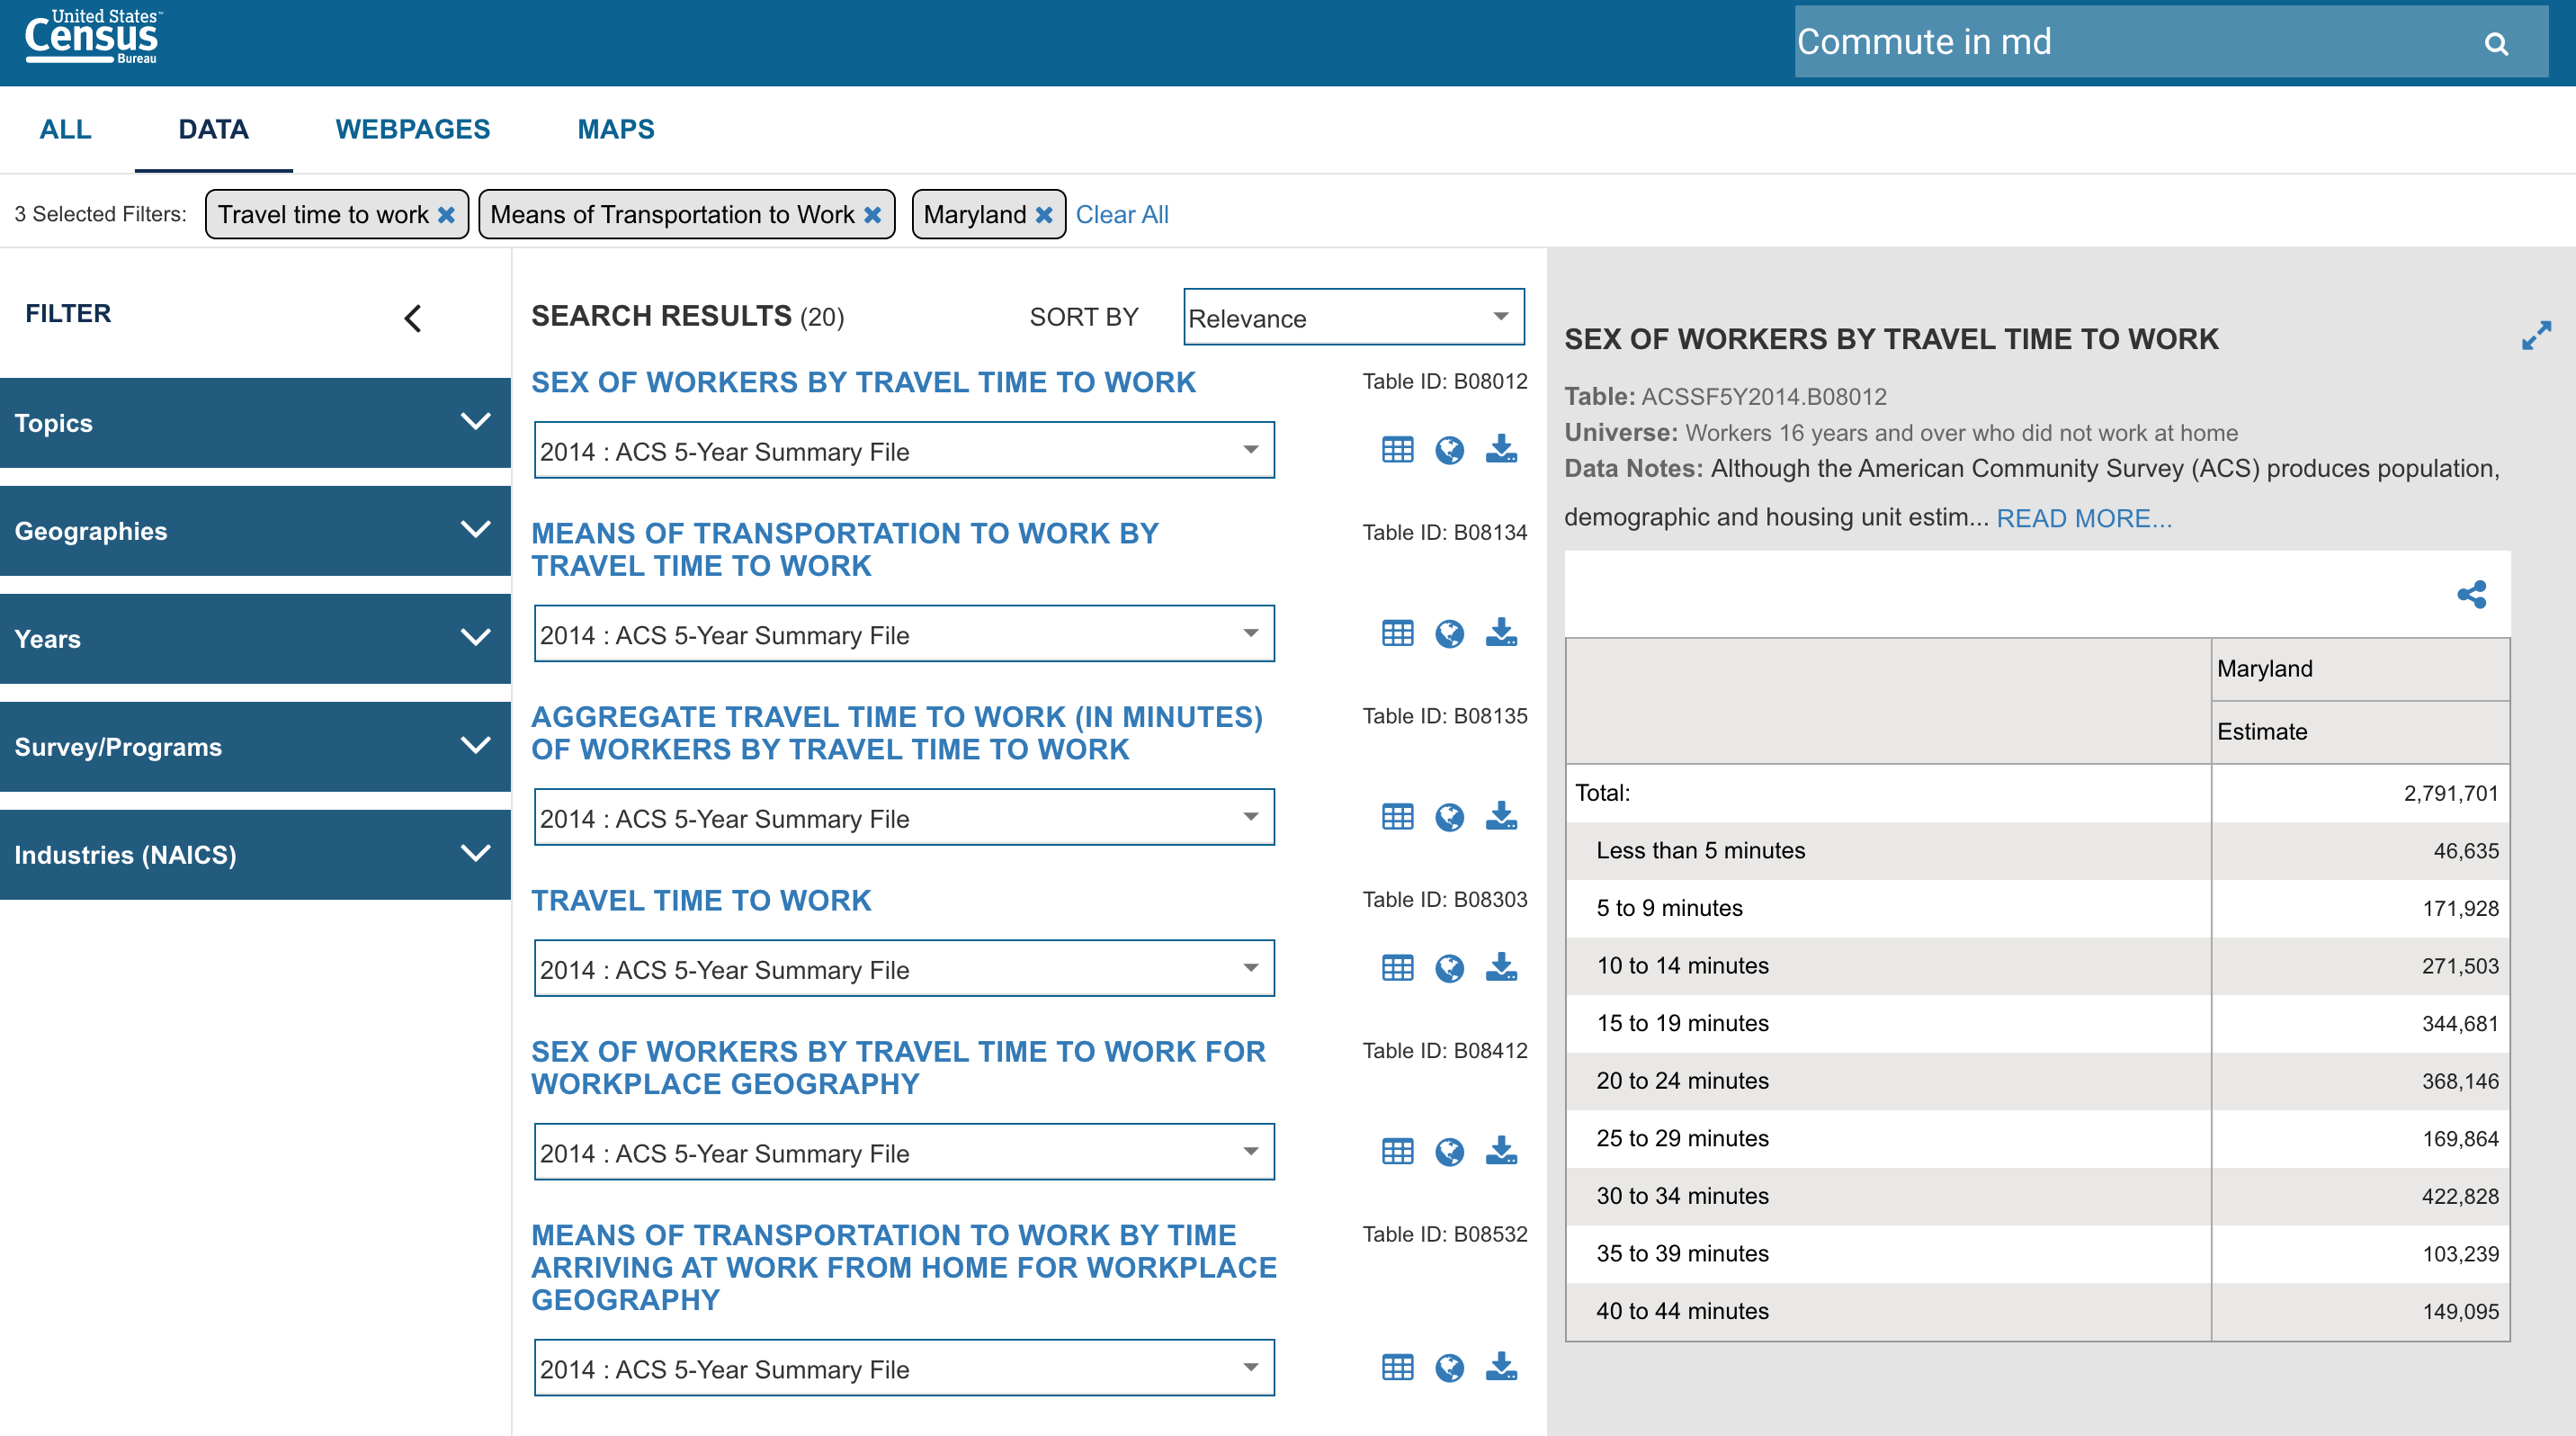 United States™
Census
Bureau
Commute in md
ALL DATA WEBPAGES MAPS
3 Selected Filters: Travel time to work Means of Transportation to Work Maryland Clear All
FILTER
Topics
Geographies
Years
Survey/Programs
Industries (NAICS)
SEARCH RESULTS (20) SORT BY Relevance
SEX OF WORKERS BY TRAVEL TIME TO WORK Table ID: B08012
2014 : ACS 5-Year Summary File
MEANS OF TRANSPORTATION TO WORK BY Table ID: B08134
TRAVEL TIME TO WORK
2014 : ACS 5-Year Summary File
AGGREGATE TRAVEL TIME TO WORK (IN MINUTES) Table ID: B08135
OF WORKERS BY TRAVEL TIME TO WORK
2014 : ACS 5-Year Summary File
TRAVEL TIME TO WORK Table ID: B08303
2014 : ACS 5-Year Summary File
SEX OF WORKERS BY TRAVEL TIME TO WORK FOR Table ID: B08412
WORKPLACE GEOGRAPHY
2014 : ACS 5-Year Summary File
MEANS OF TRANSPORTATION TO WORK BY TIME Table ID: B08532
ARRIVING AT WORK FROM HOME FOR WORKPLACE
GEOGRAPHY
2014 : ACS 5-Year Summary File
SEX OF WORKERS BY TRAVEL TIME TO WORK
Table: ACSSF5Y2014.B08012
Universe: Workers 16 years and over who did not work at home
Data Notes: Although the American Community Survey (ACS) produces population,
demographic and housing unit estim... READ MORE...
Maryland
Estimate
Total: 2,791,701
Less than 5 minutes 46,635
5 to 9 minutes 171,928
10 to 14 minutes 271,503
15 to 19 minutes 344,681
20 to 24 minutes 368,146
25 to 29 minutes 169,864
30 to 34 minutes 422,828
35 to 39 minutes 103,239
40 to 44 minutes 149,095